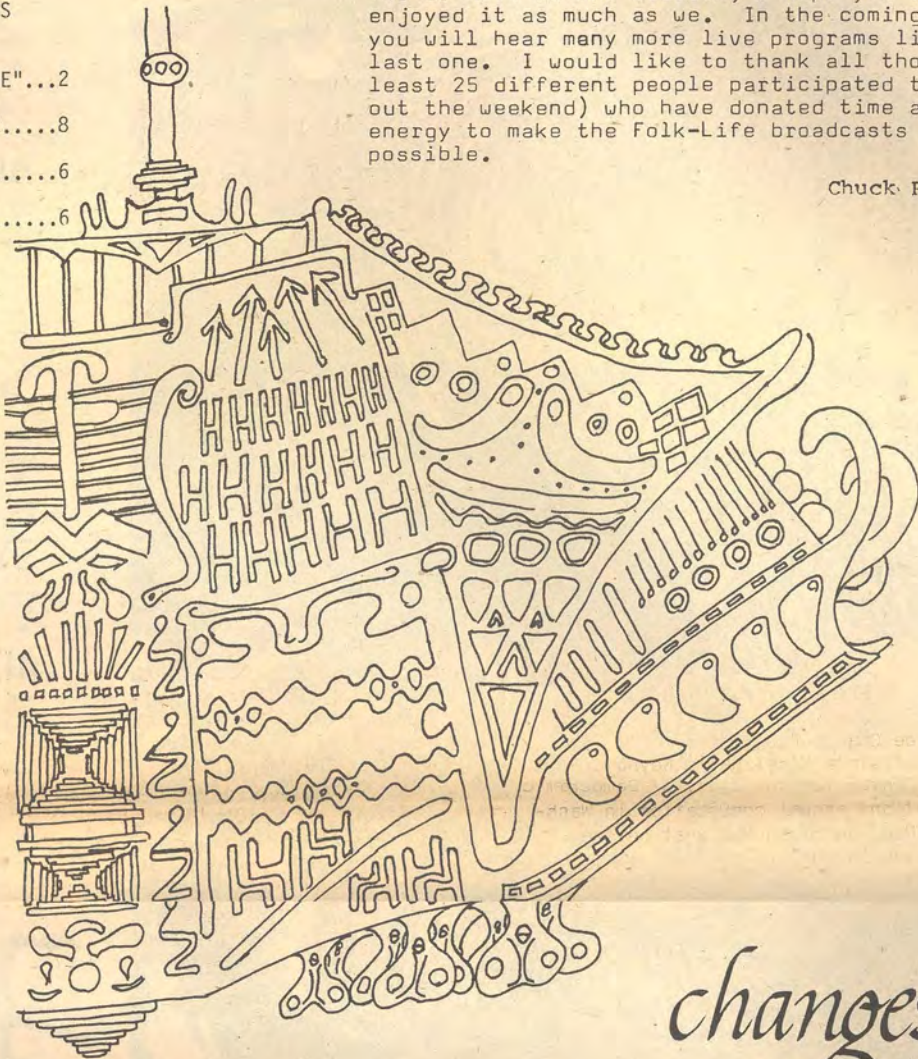 S
E"...2
.....8
.....6
.....6
enjoyed it as much as we. In the coming
you will hear many more live programs li
last one. I would like to thank all tho
least 25 different people participated t
out the weekend) who have donated time a
energy to make the Folk-Life broadcasts
possible.
Chuck
changes